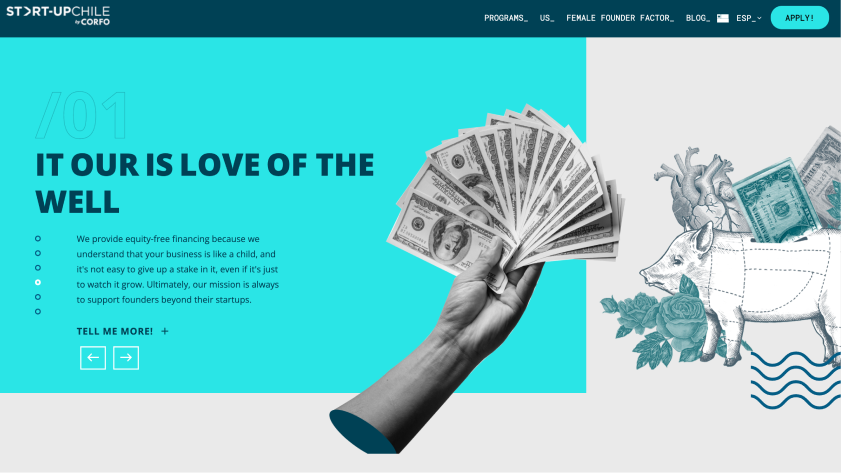 START-UPCHILE
by CORFO
PROGRAMS_ US_ FEMALE FOUNDER FACTOR_ BLOG_ ESP_ APPLY!
/01
IT OUR IS LOVE OF THE
WELL
We provide equity-free financing because we
understand that your business is like a child, and
it's not easy to give up a stake in it, even if it's just
to watch it grow. Ultimately, our mission is always
to support founders beyond their startups.
TELL ME MORE! +